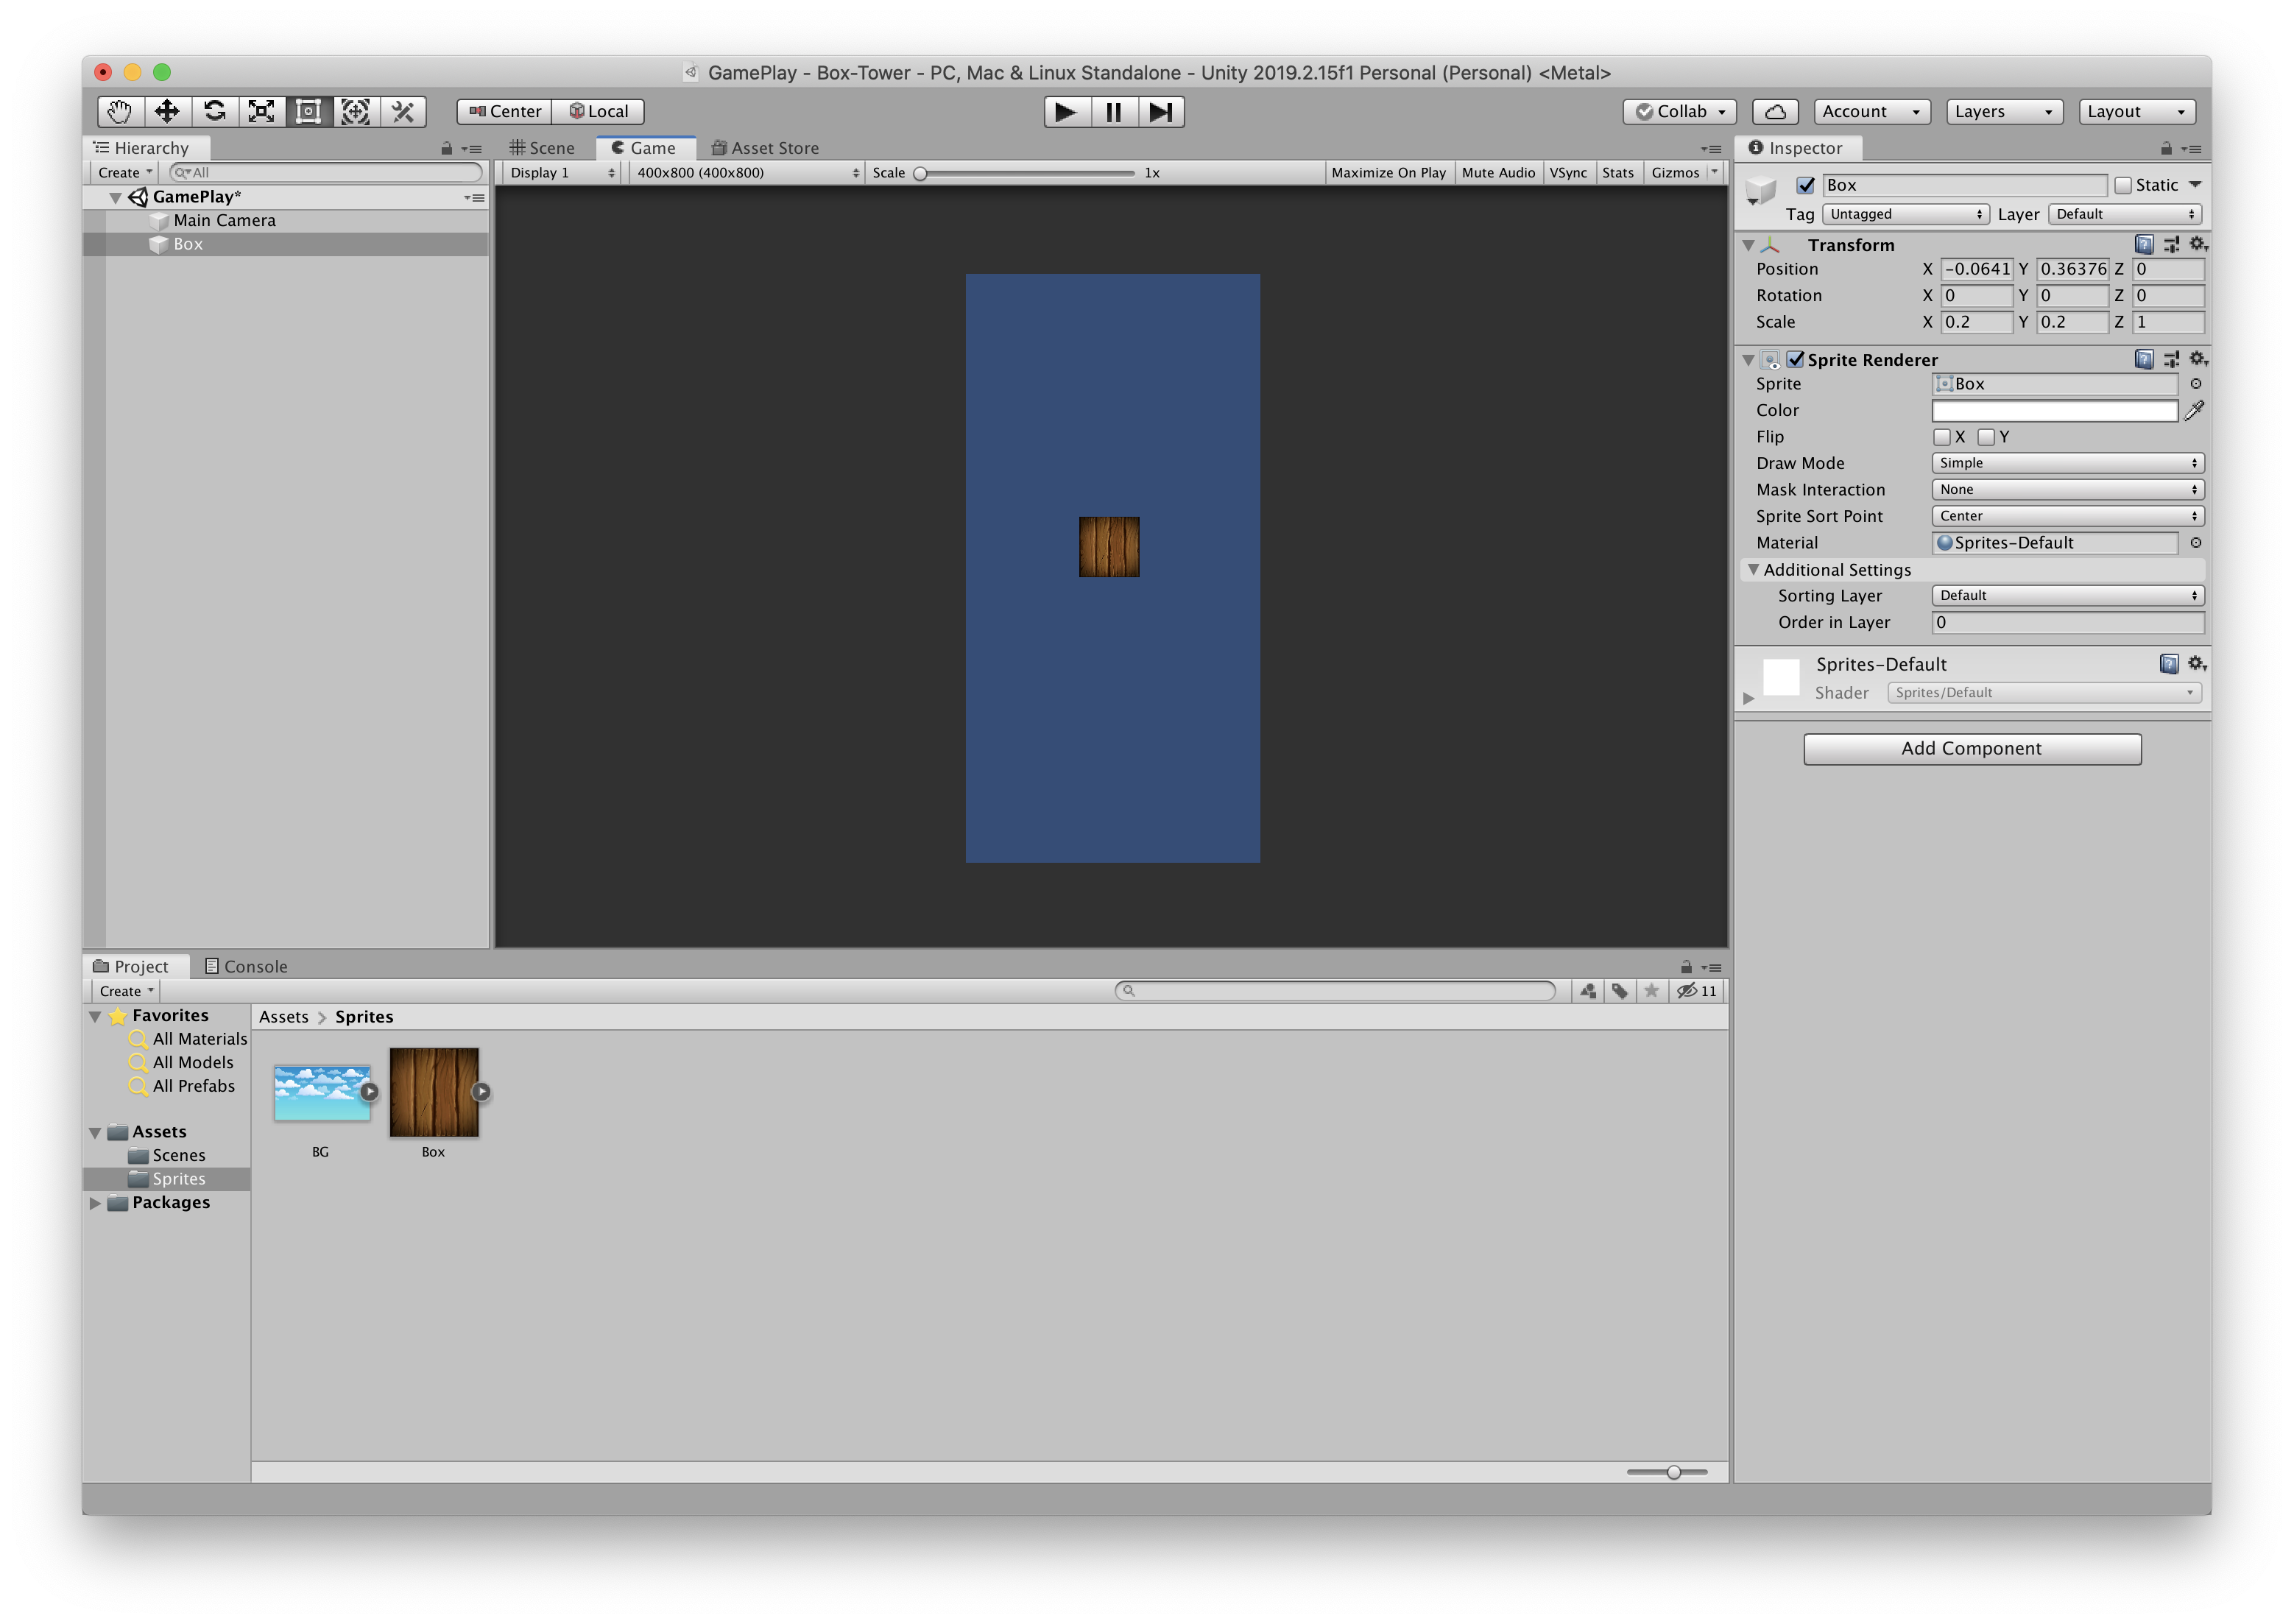 GamePlay - Box-Tower - PC, Mac & Linux Standalone - Unity 2019.2.15f1 Personal (Personal) <Metal>
Center Local Collab Account Layers Layout
Hierarchy
Create All
GamePlay*
Main Camera
Box
Scene Game Asset Store
Display 1 400x800 (400x800) Scale 1x Maximize On Play Mute Audio VSync Stats Gizmos
Inspector
Box Static
Tag Untagged Layer Default
Transform
Position X -0.0641 Y 0.36376 Z 0
Rotation X 0 Y 0 Z 0
Scale X 0.2 Y 0.2 Z 1
Sprite Renderer
Sprite Box
Color
Flip X Y
Draw Mode Simple
Mask Interaction None
Sprite Sort Point Center
Material Sprites-Default
Additional Settings
Sorting Layer Default
Order in Layer 0
Sprites-Default
Shader Sprites/Default
Add Component
Project Console
Create 11
Favorites
All Materials
All Models
All Prefabs
Assets
Scenes
Sprites
Packages
Assets > Sprites
BG Box